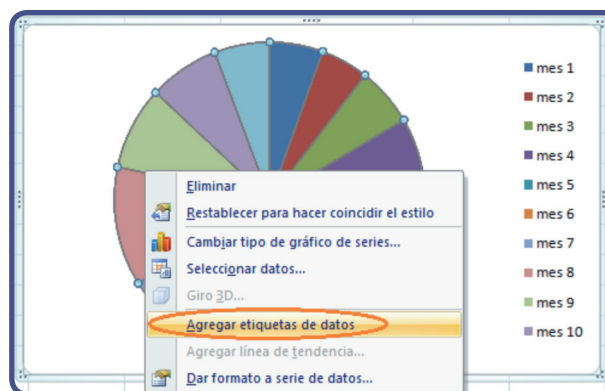 mes 1
mes 2
mes 3
mes 4
mes 5
mes 6
mes 7
mes 8
mes 9
mes 10
Eliminar
Restablecer para hacer coincidir el estilo
Cambiar tipo de gráfico de series...
Seleccionar datos...
Giro 3D...
Agregar etiquetas de datos
Agregar línea de tendencia...
Dar formato a serie de datos...